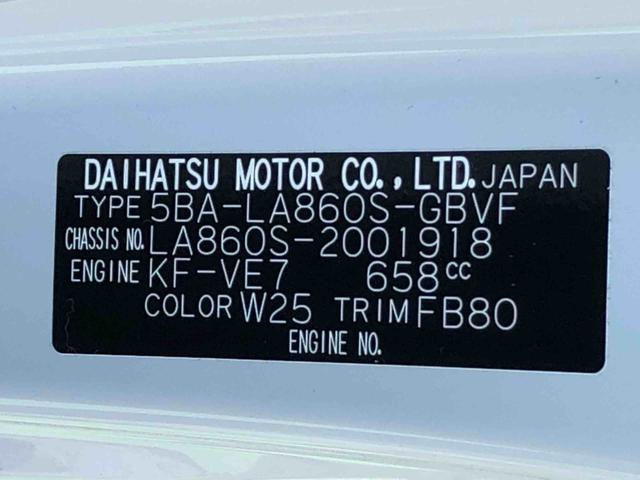 DAIHATSU MOTOR CO., LTD. JAPAN
TYPE 5BA-LA860S-GBVF
CHASSIS NO. LA860S-2001918
ENGINE KF-VE7 658cc
COLOR W25 TRIM FB80
ENGINE NO.